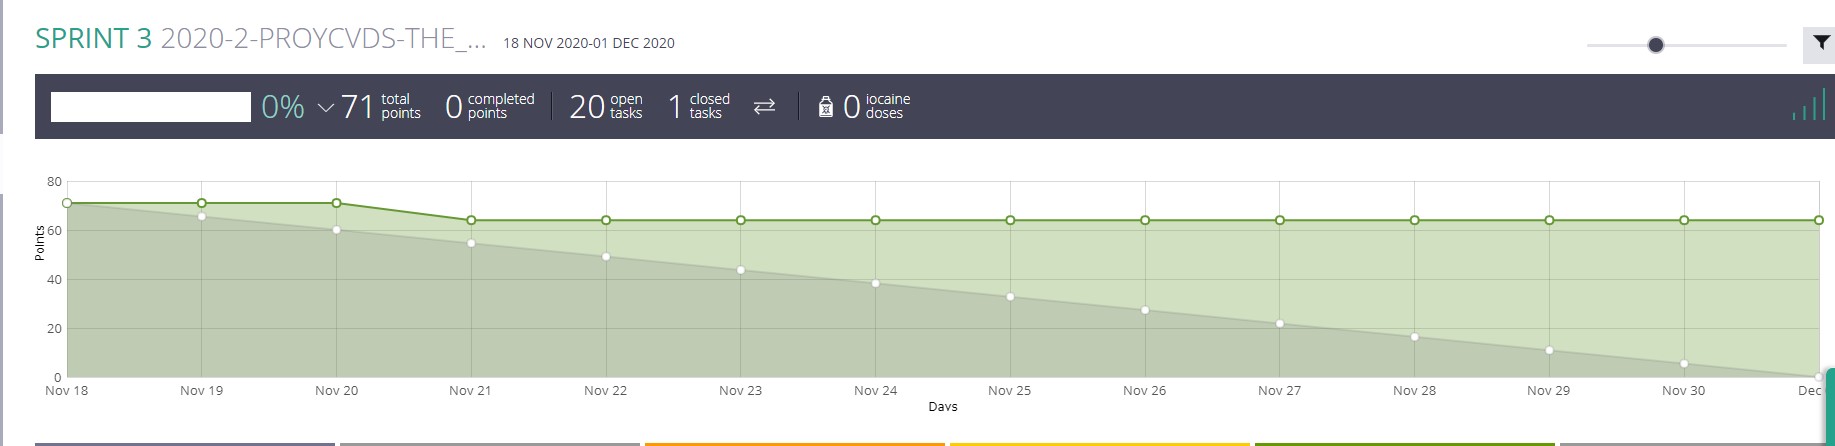 SPRINT 3 2020-2-PROYCVDS-THE_... 18 NOV 2020-01 DEC 2020
0% 71 total points 0 completed points 20 open tasks 1 closed tasks 0 iocaine doses
80
60
40
20
0
Points
Nov 18 Nov 19 Nov 20 Nov 21 Nov 22 Nov 23 Nov 24 Nov 25 Nov 26 Nov 27 Nov 28 Nov 29 Nov 30 Dec
Days